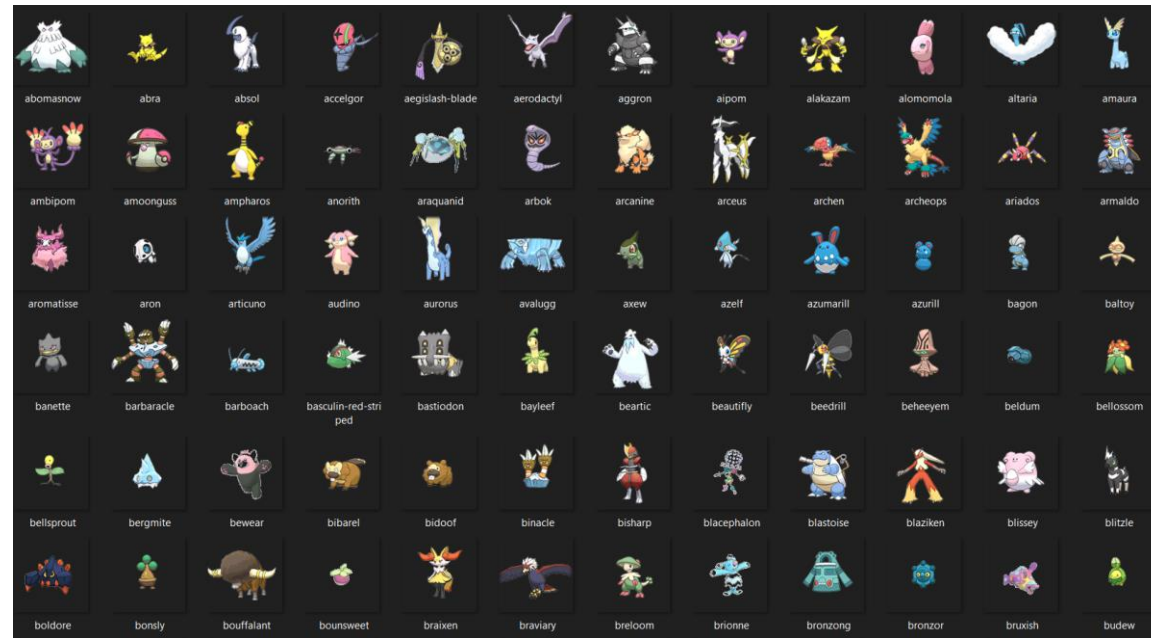 abomasnow abra absol accelgor aegislash-blade aerodactyl aggron aipom alakazam alomomola altaria amaura
ambipom amoonguss ampharos anorith araquanid arbok arcanine arceus archen archeops ariados armaldo
aromatisse aron articuno audino aurorus avalugg axew azelf azumarill azurill bagon baltoy
banette barbaracle barboach basculin-red-stri bastiodon bayleef beartic beautifly beedrill beheeyem beldum bellossom
ped
bellsprout bergmite bewear bibarel bidoof binacle bisharp blacephalon blastoise blaziken blissey blitzle
boldore bonsly bouffalant bounsweet braixen braviary breloom brionne bronzong bronzor bruxish budew